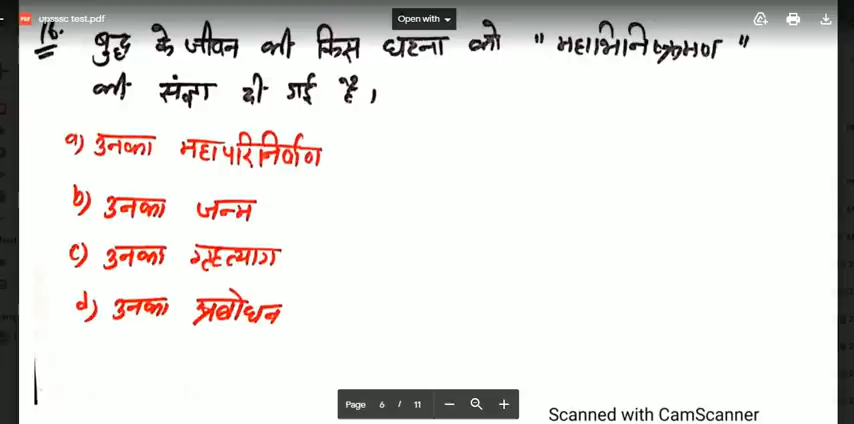 upsssc test.pdf
Open with
16. बुद्ध के जीवन की किस घटना को "महाभिनिष्क्रमण"
की संज्ञा दी गई है।
a) उनका महापरिनिर्वाण
b) उनका जन्म
c) उनका गृहत्याग
d) उनका प्रबोधन
Page 6 / 11
Scanned with CamScanner